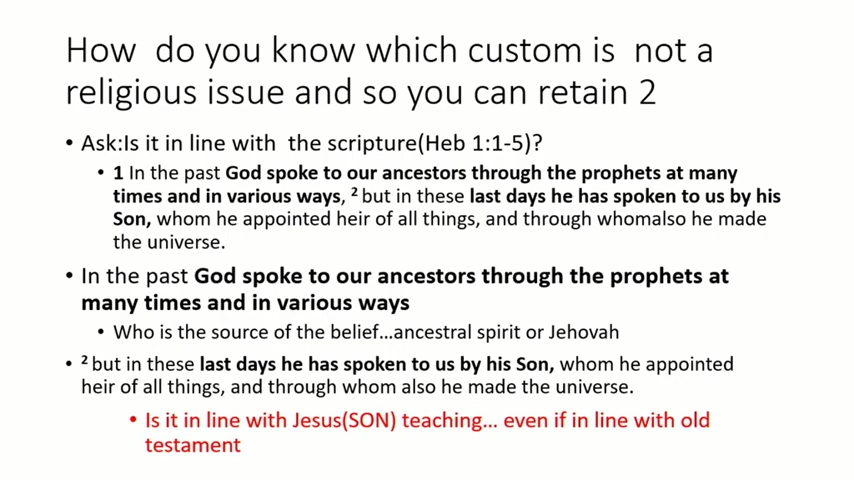 How do you know which custom is not a
religious issue and so you can retain 2
• Ask:Is it in line with the scripture(Heb 1:1-5)?
• 1 In the past God spoke to our ancestors through the prophets at many
times and in various ways, ² but in these last days he has spoken to us by his
Son, whom he appointed heir of all things, and through whomalso he made
the universe.
• In the past God spoke to our ancestors through the prophets at
many times and in various ways
• Who is the source of the belief...ancestral spirit or Jehovah
• ² but in these last days he has spoken to us by his Son, whom he appointed
heir of all things, and through whom also he made the universe.
• Is it in line with Jesus(SON) teaching... even if in line with old
testament